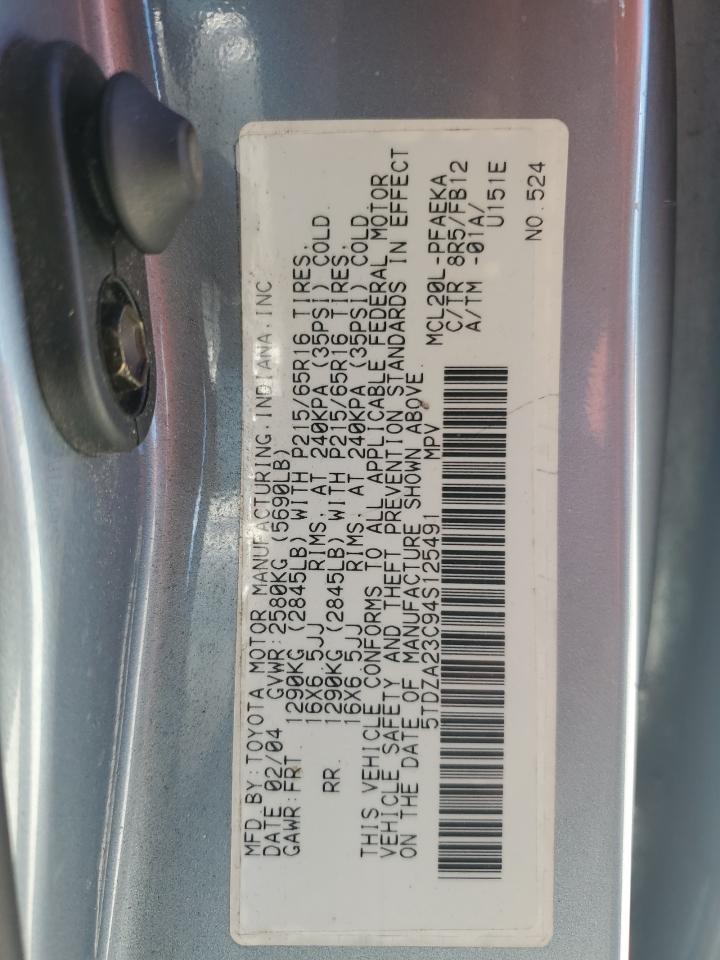 MFD.BY:TOYOTA MOTOR MANUFACTURING,INDIANA,INC
DATE 02/04 GVWR:2580KG (5690LB)
GAWR:FRT 1290KG (2845LB) WITH P215/65R16 TIRES,
16X6.5JJ RIMS, AT 240KPA (35PSI) COLD.
RR 1290KG (2845LB) WITH P215/65R16 TIRES,
16X6.5JJ RIMS, AT 240KPA (35PSI) COLD.
THIS VEHICLE CONFORMS TO ALL APPLICABLE FEDERAL MOTOR
VEHICLE SAFETY AND THEFT PREVENTION STANDARDS IN EFFECT
ON THE DATE OF MANUFACTURE SHOWN ABOVE.
5TDZA23C94S125491 MPV
MCL20L-PFAEKA
C/TR 8R5/FB12
A/TM -01A/
U151E
NO.524